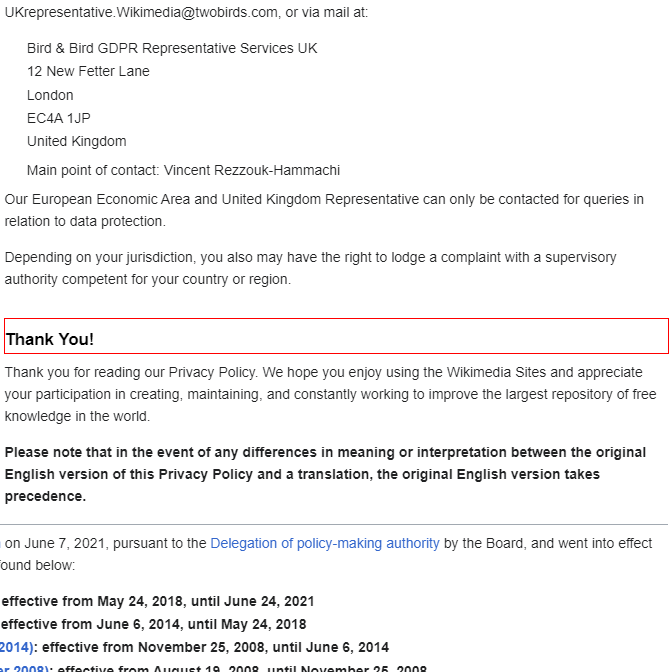 UKrepresentative.Wikimedia@twobirds.com, or via mail at:
Bird & Bird GDPR Representative Services UK
12 New Fetter Lane
London
EC4A 1JP
United Kingdom
Main point of contact: Vincent Rezzouk-Hammachi
Our European Economic Area and United Kingdom Representative can only be contacted for queries in
relation to data protection.
Depending on your jurisdiction, you also may have the right to lodge a complaint with a supervisory
authority competent for your country or region.
Thank You!
Thank you for reading our Privacy Policy. We hope you enjoy using the Wikimedia Sites and appreciate
your participation in creating, maintaining, and constantly working to improve the largest repository of free
knowledge in the world.
Please note that in the event of any differences in meaning or interpretation between the original
English version of this Privacy Policy and a translation, the original English version takes
precedence.
on June 7, 2021, pursuant to the Delegation of policy-making authority by the Board, and went into effect
ound below:
effective from May 24, 2018, until June 24, 2021
effective from June 6, 2014, until May 24, 2018
2014): effective from November 25, 2008, until June 6, 2014
er 2008): effective from August 19, 2008, until November 25, 2008